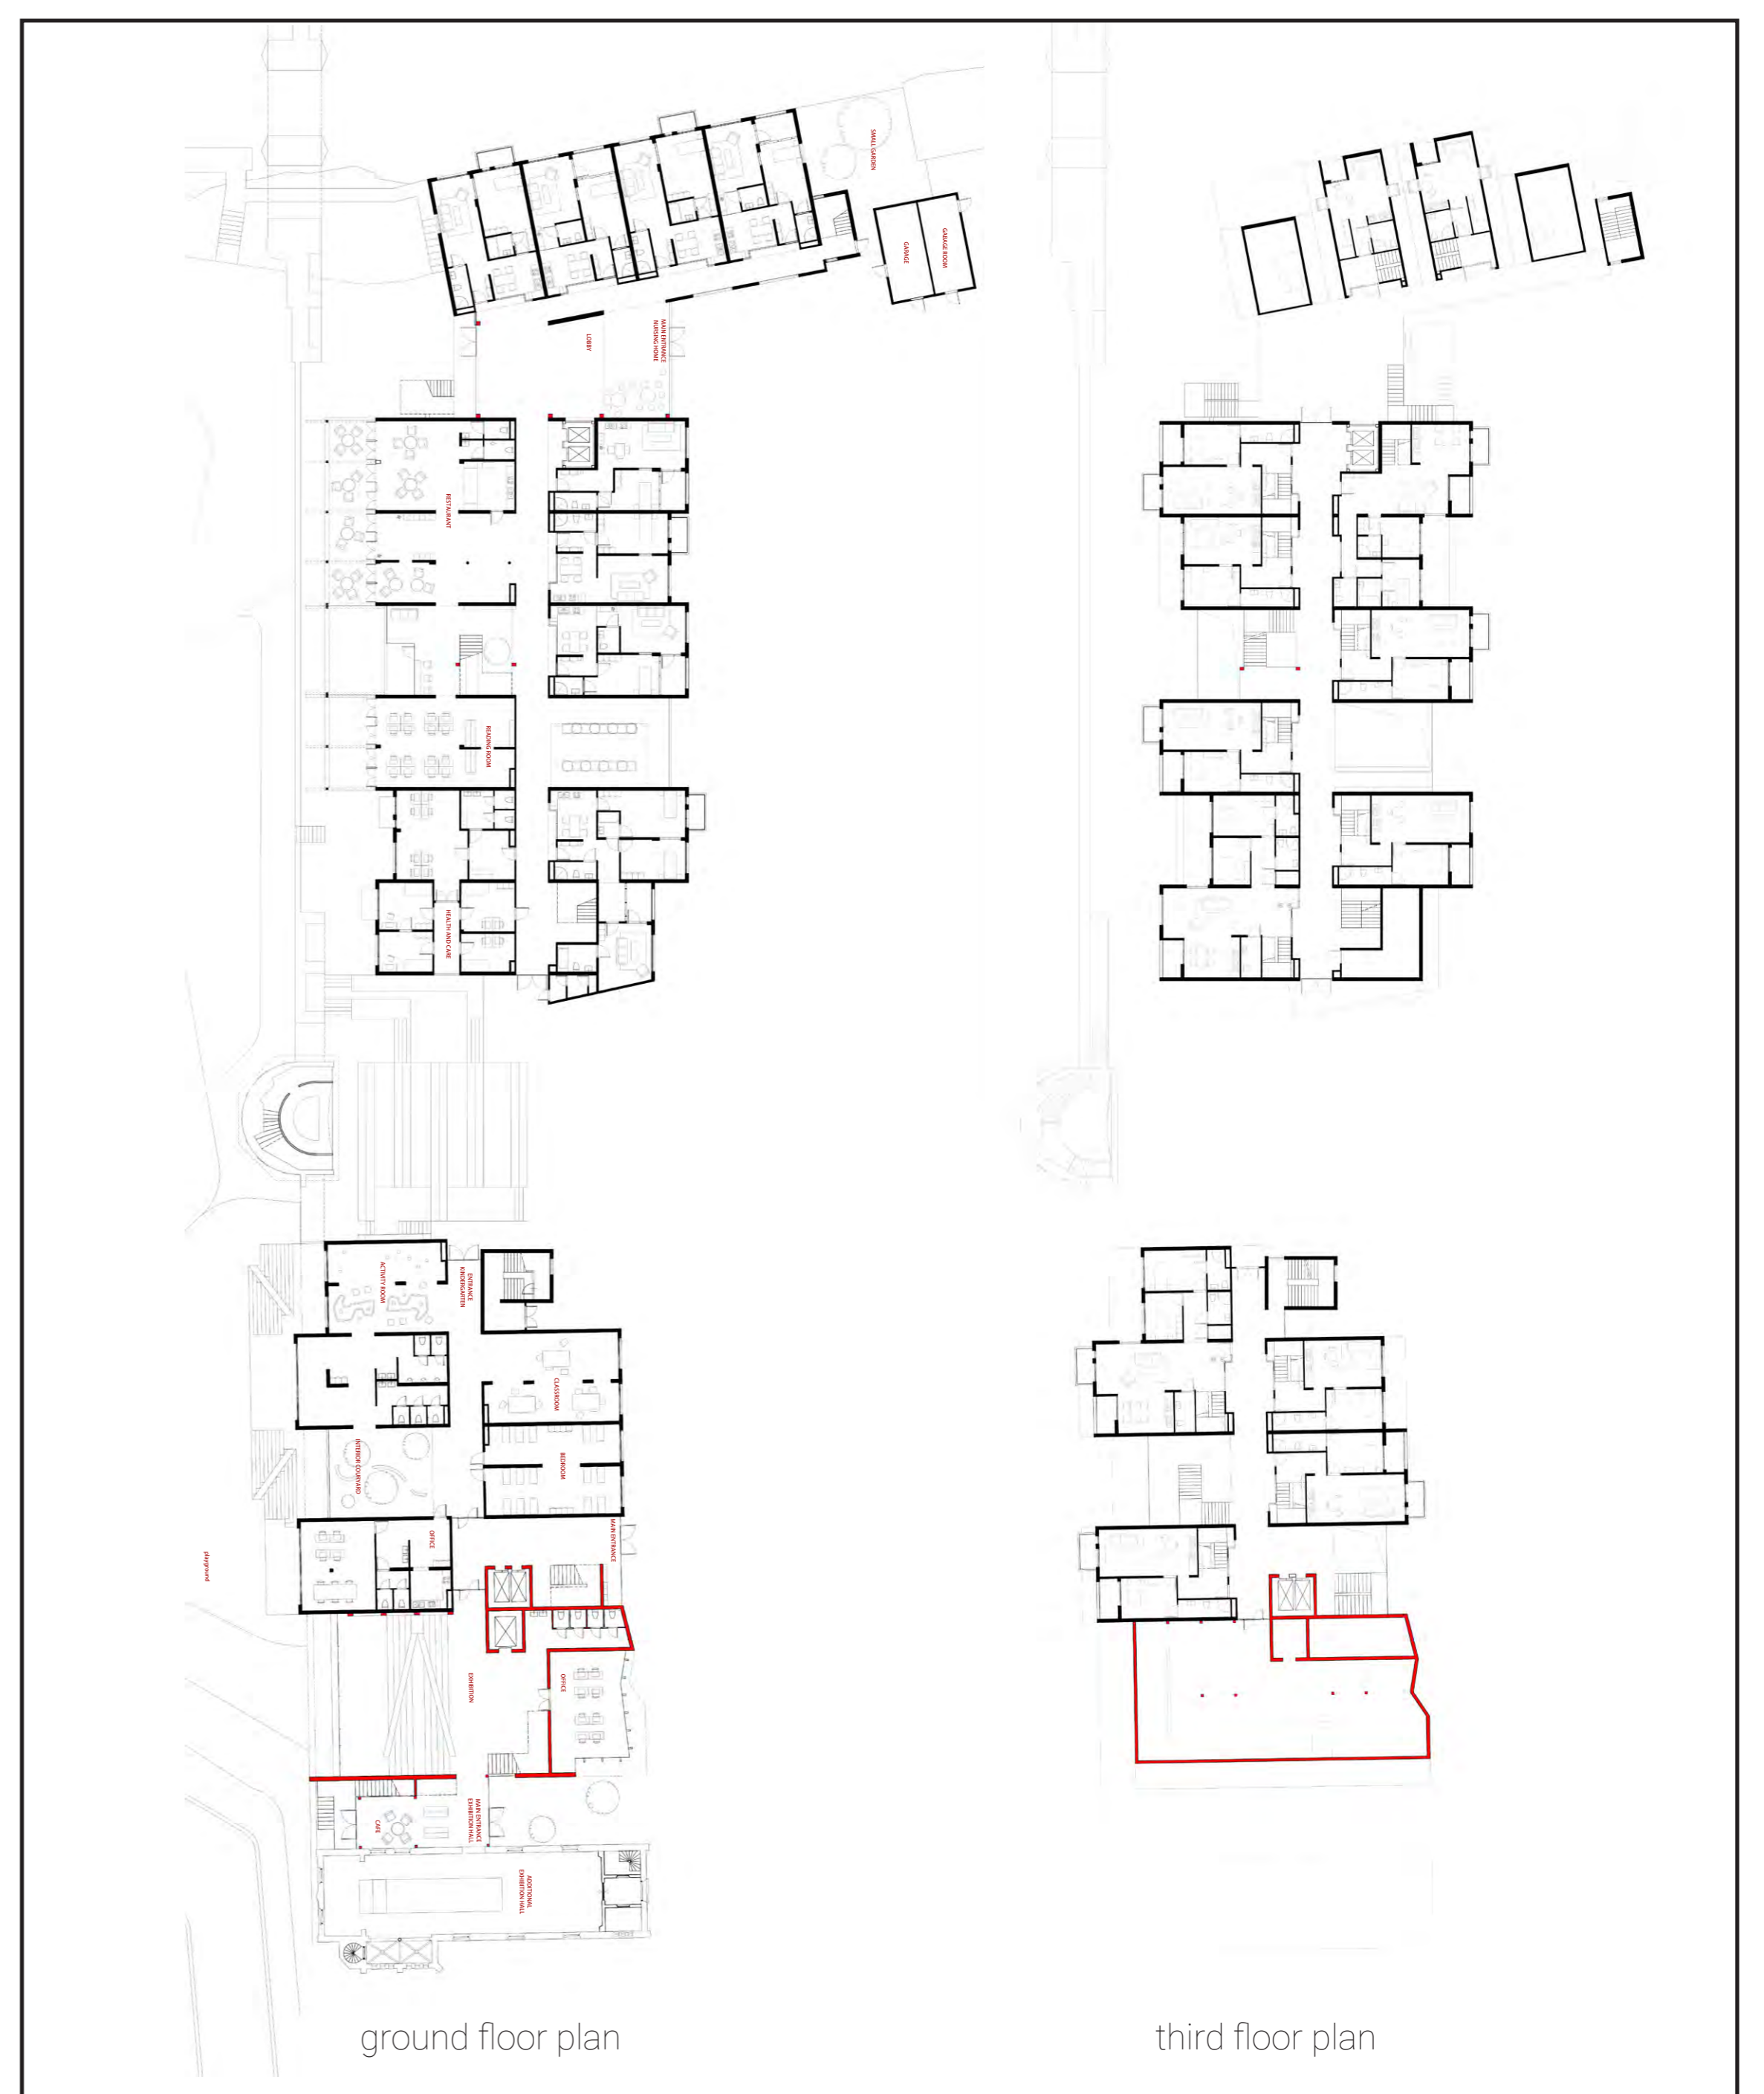 SMALL GARDEN
GARAGE
GABAGE ROOM
MAIN ENTRANCE
NURSING HOME
LOBBY
RESTAURANT
READING ROOM
HEALTH AND CARE
ACTIVITY ROOM
ENTRANCE
KINDERGARTEN
CLASSROOM
INTERIOR COURYARD
BEDROOM
OFFICE
MAIN ENTRANCE
playground
EXHIBITION
OFFICE
CAFE
MAIN ENTRANCE
EXHIBITION HALL
ADDITIONAL
EXHIBITION HALL
ground floor plan
third floor plan